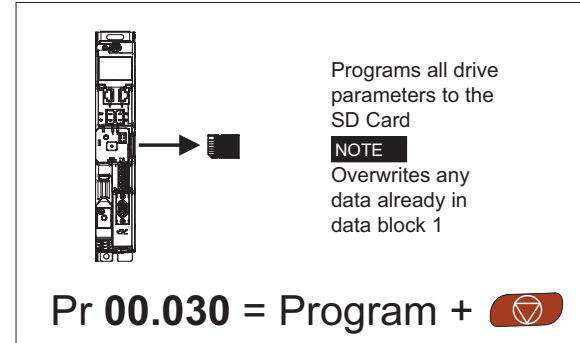 Programs all drive
parameters to the
SD Card
NOTE
Overwrites any
data already in
data block 1
Pr 00.030 = Program +